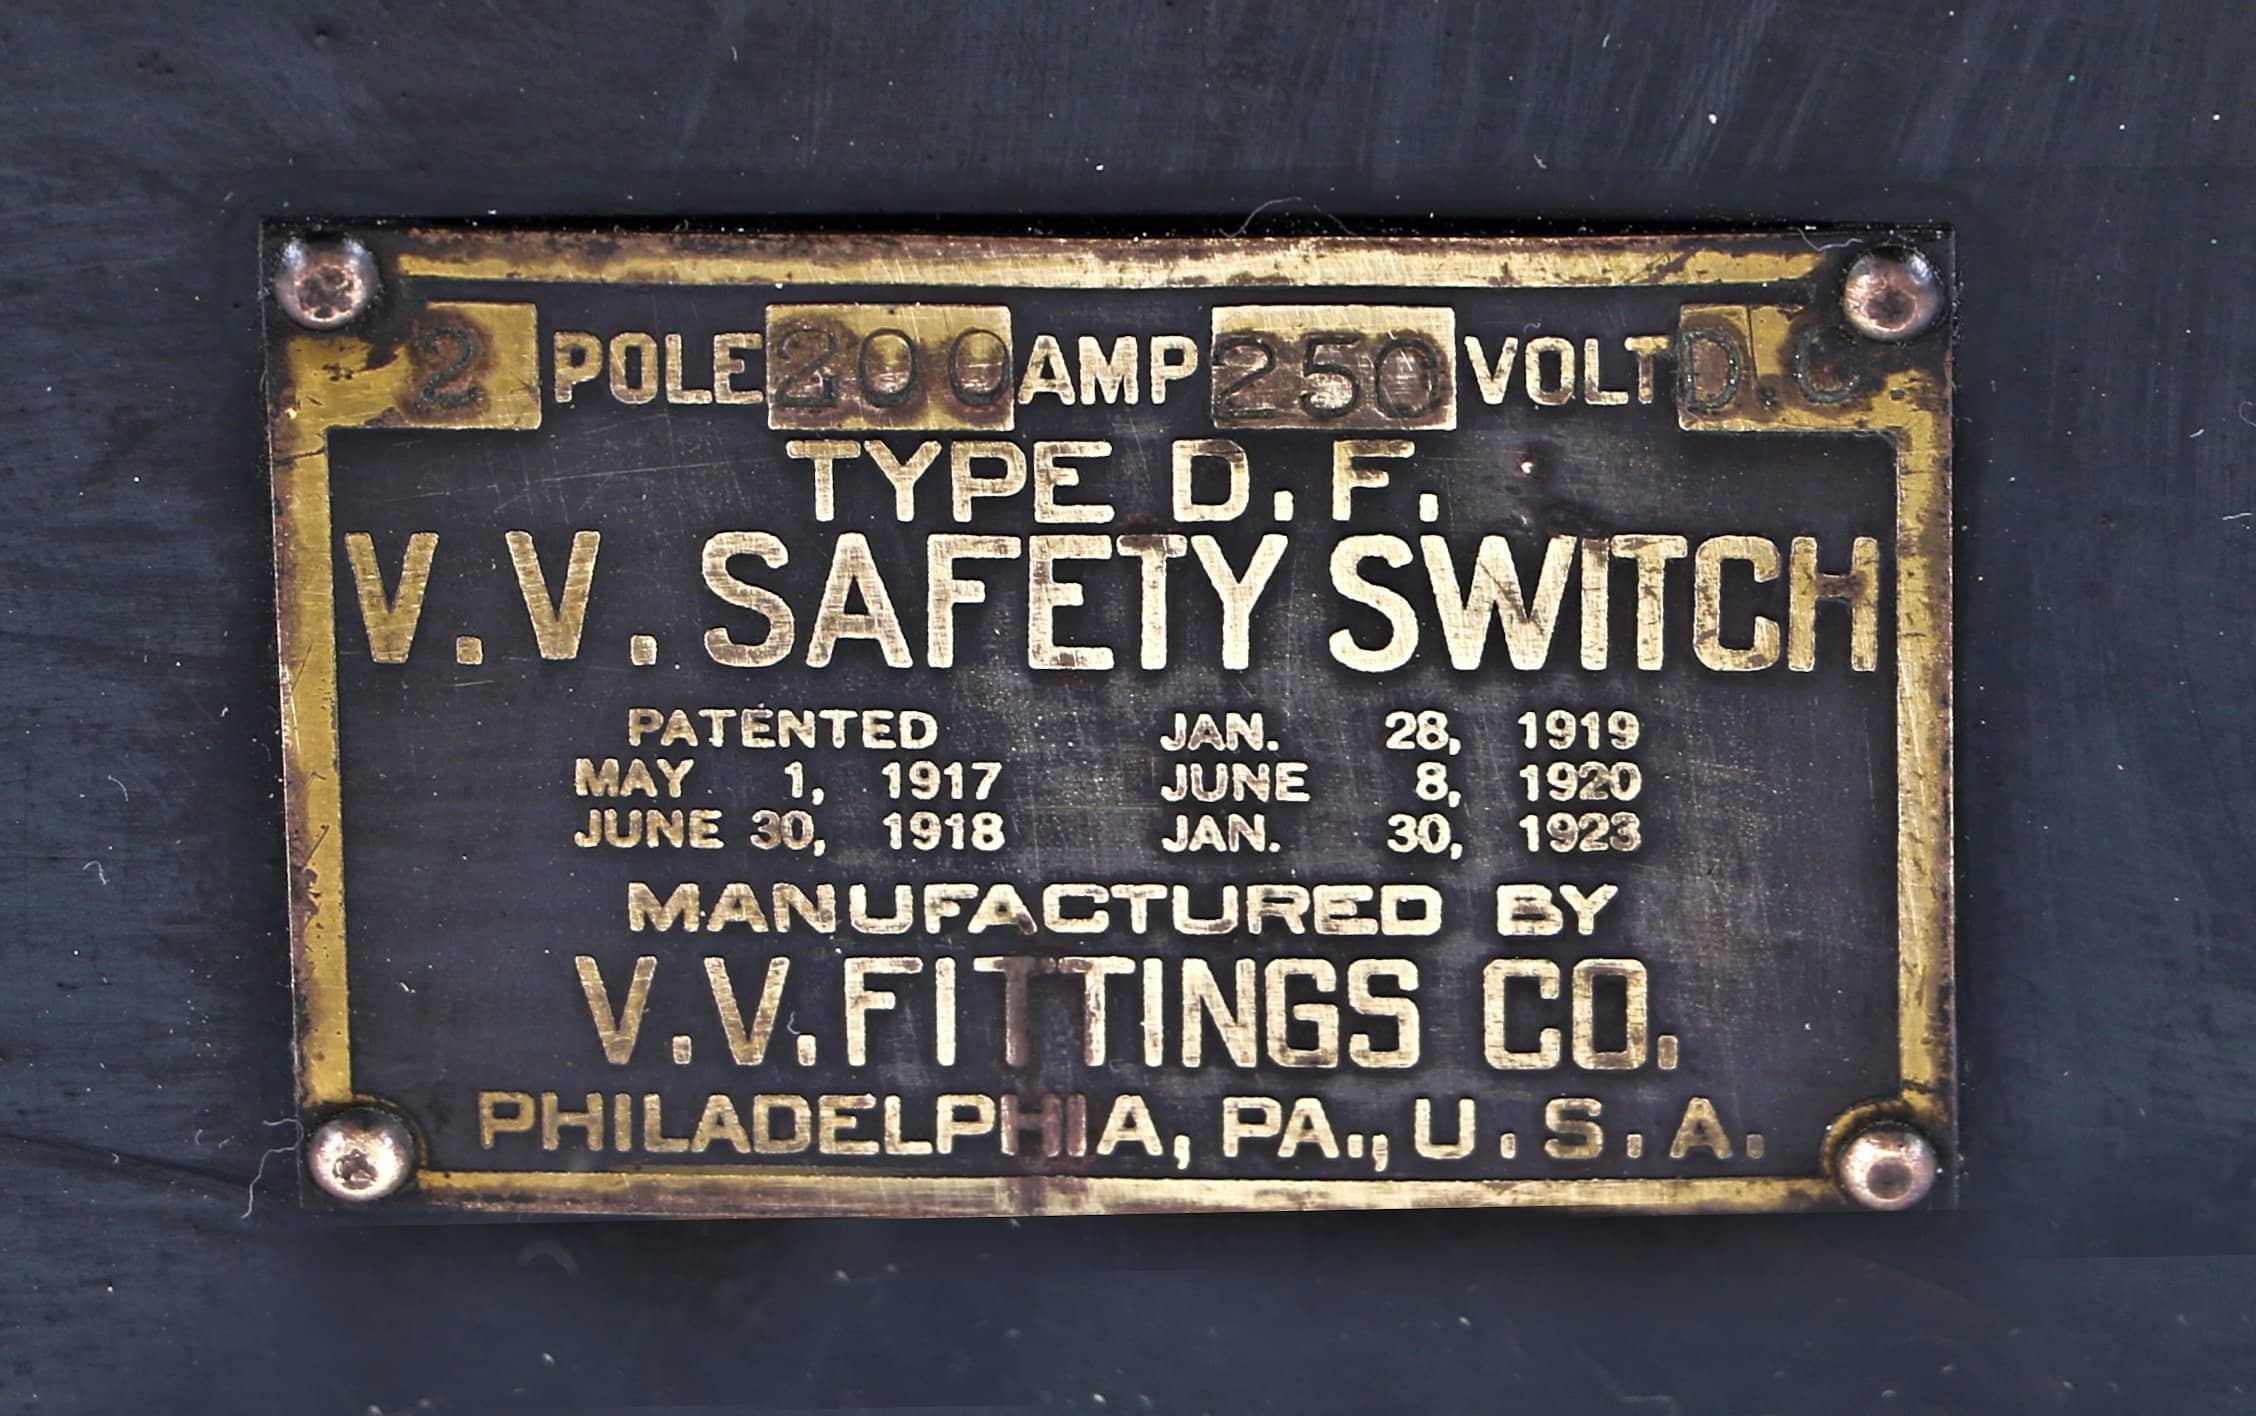 2 POLE 200 AMP 250 VOLT D.C
TYPE D.F.
V.V. SAFETY SWITCH
PATENTED JAN. 28, 1919
MAY 1, 1917 JUNE 8, 1920
JUNE 30, 1918 JAN. 30, 1923
MANUFACTURED BY
V.V. FITTINGS CO.
PHILADELPHIA, PA., U.S.A.